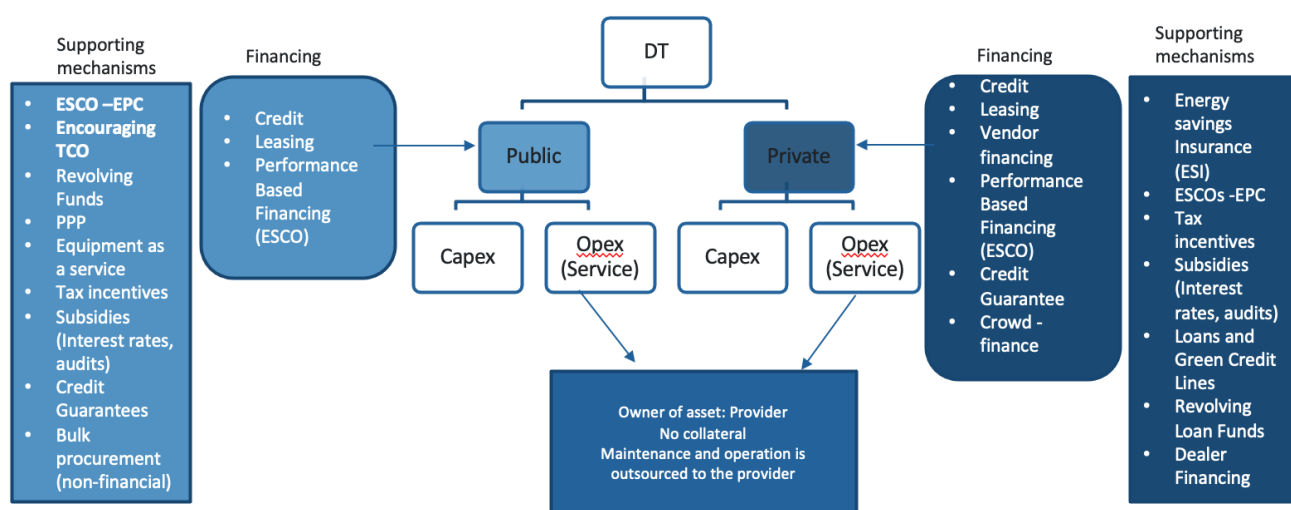 Supporting
mechanisms
• ESCO –EPC
• Encouraging
TCO
• Revolving
Funds
• PPP
• Equipment as
a service
• Tax incentives
• Subsidies
(Interest rates,
audits)
• Credit
Guarantees
• Bulk
procurement
(non-financial)
Financing
• Credit
• Leasing
• Performance
Based
Financing
(ESCO)
DT
Public
Private
Capex
Opex
(Service)
Capex
Opex
(Service)
Owner of asset: Provider
No collateral
Maintenance and operation is
outsourced to the provider
Financing
• Credit
• Leasing
• Vendor
financing
• Performance
Based
Financing
(ESCO)
• Credit
Guarantee
• Crowd -
finance
Supporting
mechanisms
• Energy
savings
Insurance
(ESI)
• ESCOs -EPC
• Tax
incentives
• Subsidies
(Interest
rates, audits)
• Loans and
Green Credit
Lines
• Revolving
Loan Funds
• Dealer
Financing